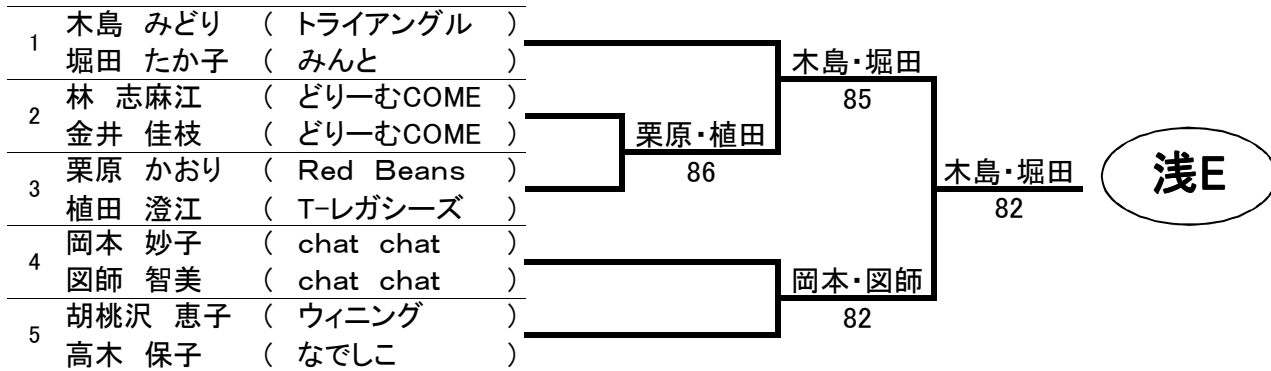 1 木島 みどり ( トライアングル )
堀田 たか子 ( みんと )
2 林 志麻江 ( どりーむCOME )
金井 佳枝 ( どりーむCOME )
3 栗原 かおり ( Red Beans )
植田 澄江 ( T-レガシーズ )
4 岡本 妙子 ( chat chat )
図師 智美 ( chat chat )
5 胡桃沢 恵子 ( ウィニング )
高木 保子 ( なでしこ )
栗原・植田
86
木島・堀田
85
岡本・図師
82
木島・堀田
82
浅E